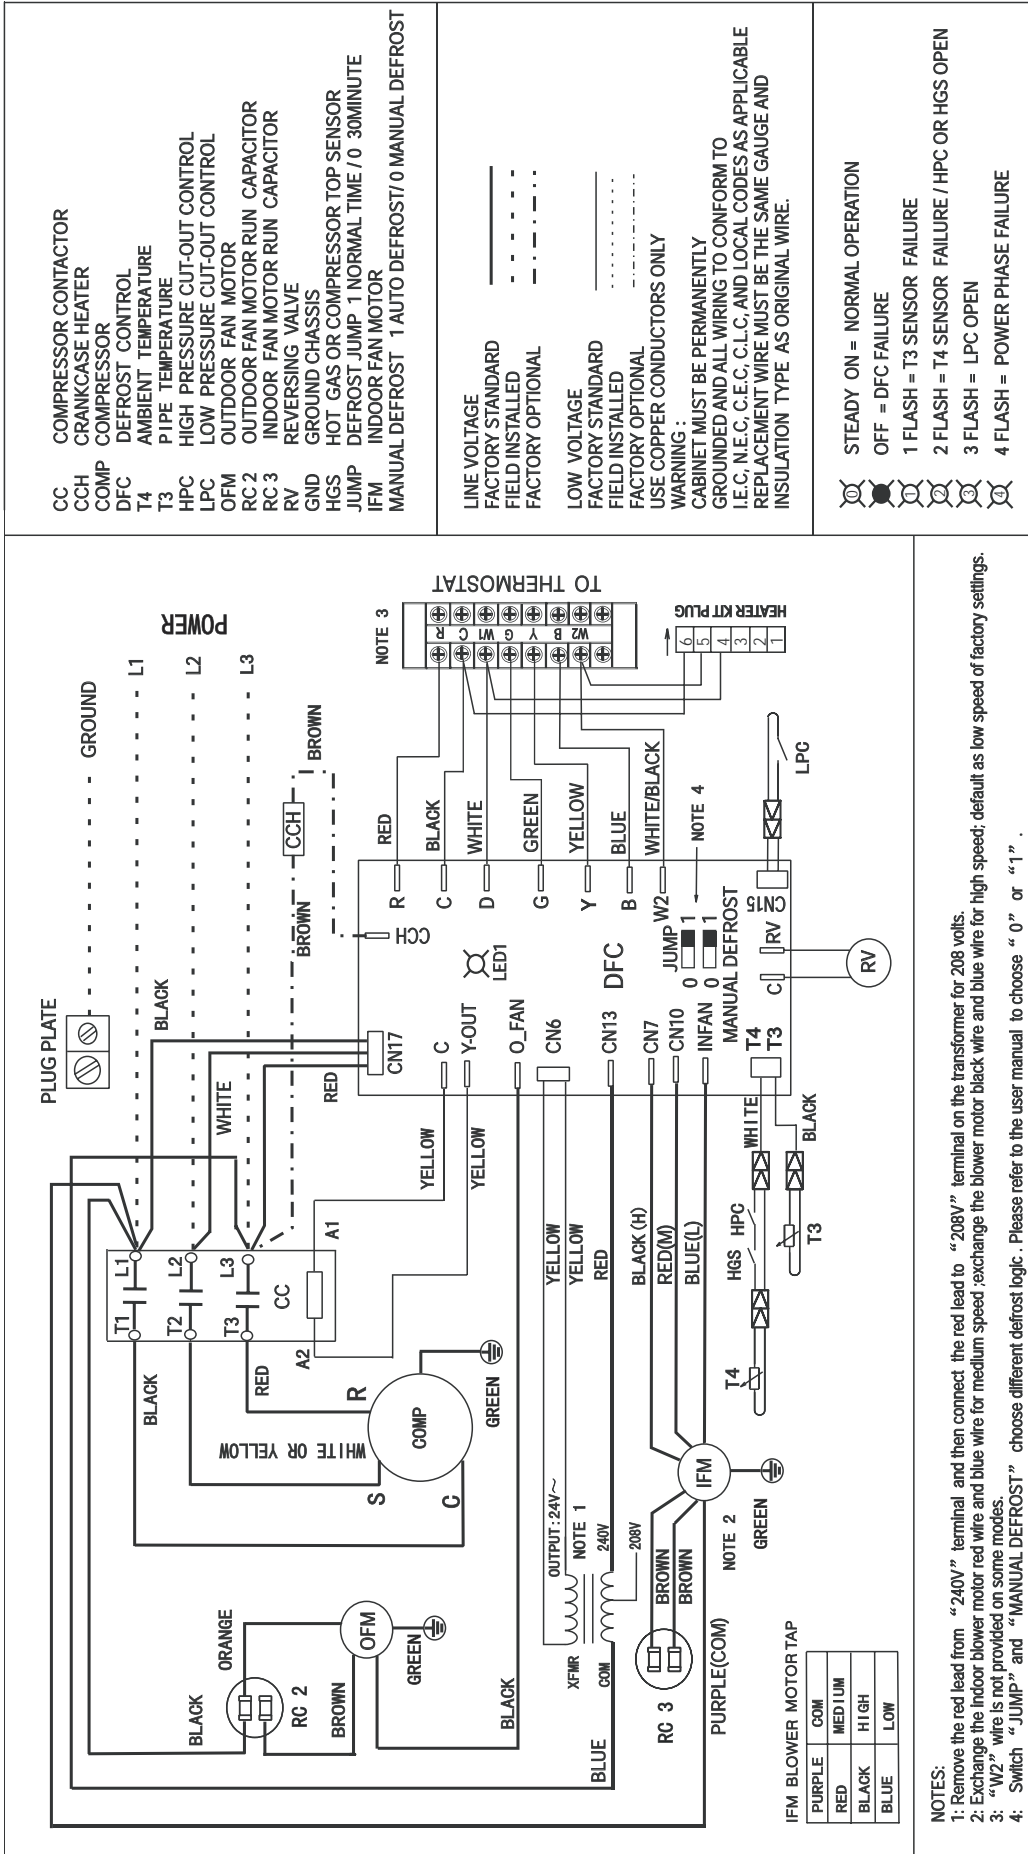 PLUG PLATE
GROUND
POWER
L1
L2
L3
BLACK
WHITE
RED
BROWN
CCH
BROWN
L1
L2
L3
T1
T2
T3
CC
A1
A2
BLACK
RED
WHITE OR YELLOW
R
S
C
COMP
GREEN
BLACK
ORANGE
RC 2
BROWN
OFM
GREEN
BLACK
YELLOW
YELLOW
CN17
CCH
C
Y-OUT
O_FAN
CN6
CN13
CN7
CN10
INFAN
LED1
DFC
R
C
D
G
Y
B
W2
JUMP
0
1
0
1
MANUAL DEFROST
T4
T3
C
RV
CN15
RV
LPC
NOTE 4
RED
BLACK
WHITE
GREEN
YELLOW
BLUE
WHITE/BLACK
NOTE 3
TO THERMOSTAT
R
C
W1
G
Y
B
W2
HEATER KIT PLUG
6
5
4
3
2
1
YELLOW
YELLOW
RED
BLACK(H)
RED(M)
BLUE(L)
WHITE
BLACK
HGS
HPC
T4
T3
OUTPUT:24V~
NOTE 1
XFMR
COM
240V
208V
BLUE
IFM
NOTE 2
GREEN
BROWN
BROWN
RC 3
PURPLE(COM)
IFM BLOWER MOTOR TAP
PURPLE COM
RED MEDIUM
BLACK HIGH
BLUE LOW
NOTES:
1: Remove the red lead from “240V” terminal and then connect the red lead to “208V” terminal on the transformer for 208 volts.
2: Exchange the indoor blower motor red wire and blue wire for medium speed ;exchange the blower motor black wire and blue wire for high speed; default as low speed of factory settings.
3: “W2” wire is not provided on some modes.
4: Switch “JUMP” and “MANUAL DEFROST” choose different defrost logic . Please refer to the user manual to choose “0” or “1” .
CC COMPRESSOR CONTACTOR
CCH CRANKCASE HEATER
COMP COMPRESSOR
DFC DEFROST CONTROL
T4 AMBIENT TEMPERATURE
T3 PIPE TEMPERATURE
HPC HIGH PRESSURE CUT-OUT CONTROL
LPC LOW PRESSURE CUT-OUT CONTROL
OFM OUTDOOR FAN MOTOR
RC 2 OUTDOOR FAN MOTOR RUN CAPACITOR
RC 3 INDOOR FAN MOTOR RUN CAPACITOR
RV REVERSING VALVE
GND GROUND CHASSIS
HGS HOT GAS OR COMPRESSOR TOP SENSOR
JUMP DEFROST JUMP 1 NORMAL TIME / 0 30MINUTE
IFM INDOOR FAN MOTOR
MANUAL DEFROST 1 AUTO DEFROST/ 0 MANUAL DEFROST
LINE VOLTAGE
FACTORY STANDARD
FIELD INSTALLED
FACTORY OPTIONAL
LOW VOLTAGE
FACTORY STANDARD
FIELD INSTALLED
FACTORY OPTIONAL
USE COPPER CONDUCTORS ONLY
WARNING :
CABINET MUST BE PERMANENTLY
GROUNDED AND ALL WIRING TO CONFORM TO
I.E.C, N.E.C, C.E.C, C.L.C, AND LOCAL CODES AS APPLICABLE
REPLACEMENT WIRE MUST BE THE SAME GAUGE AND
INSULATION TYPE AS ORIGINAL WIRE.
0 STEADY ON = NORMAL OPERATION
OFF = DFC FAILURE
1 1 FLASH = T3 SENSOR FAILURE
2 2 FLASH = T4 SENSOR FAILURE / HPC OR HGS OPEN
3 3 FLASH = LPC OPEN
4 4 FLASH = POWER PHASE FAILURE